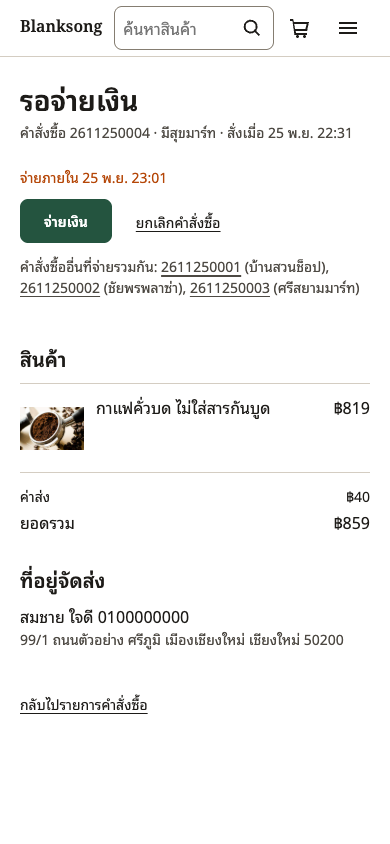 Blanksong
ค้นหาสินค้า
รอจ่ายเงิน
คำสั่งซื้อ 2611250004 · มีสุขมาร์ท · สั่งเมื่อ 25 พ.ย. 22:31
จ่ายภายใน 25 พ.ย. 23:01
จ่ายเงิน
ยกเลิกคำสั่งซื้อ
คำสั่งซื้ออื่นที่จ่ายรวมกัน: 2611250001 (บ้านสวนช็อป),
2611250002 (ชัยพรพลาซ่า), 2611250003 (ศรีสยามมาร์ท)
สินค้า
กาแฟคั่วบด ไม่ใส่สารกันบูด ฿819
ค่าส่ง ฿40
ยอดรวม ฿859
ที่อยู่จัดส่ง
สมชาย ใจดี 0100000000
99/1 ถนนตัวอย่าง ศรีภูมิ เมืองเชียงใหม่ เชียงใหม่ 50200
กลับไปรายการคำสั่งซื้อ